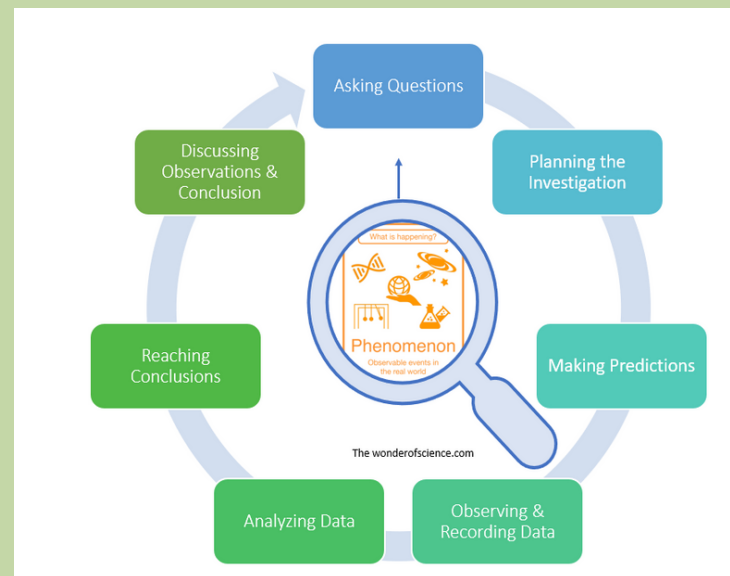 Asking Questions
Planning the
Investigation
Making Predictions
Observing &
Recording Data
Analyzing Data
Reaching
Conclusions
Discussing
Observations &
Conclusion
What is happening?
Phenomenon
Observable events in
the real world
The wonderofscience.com